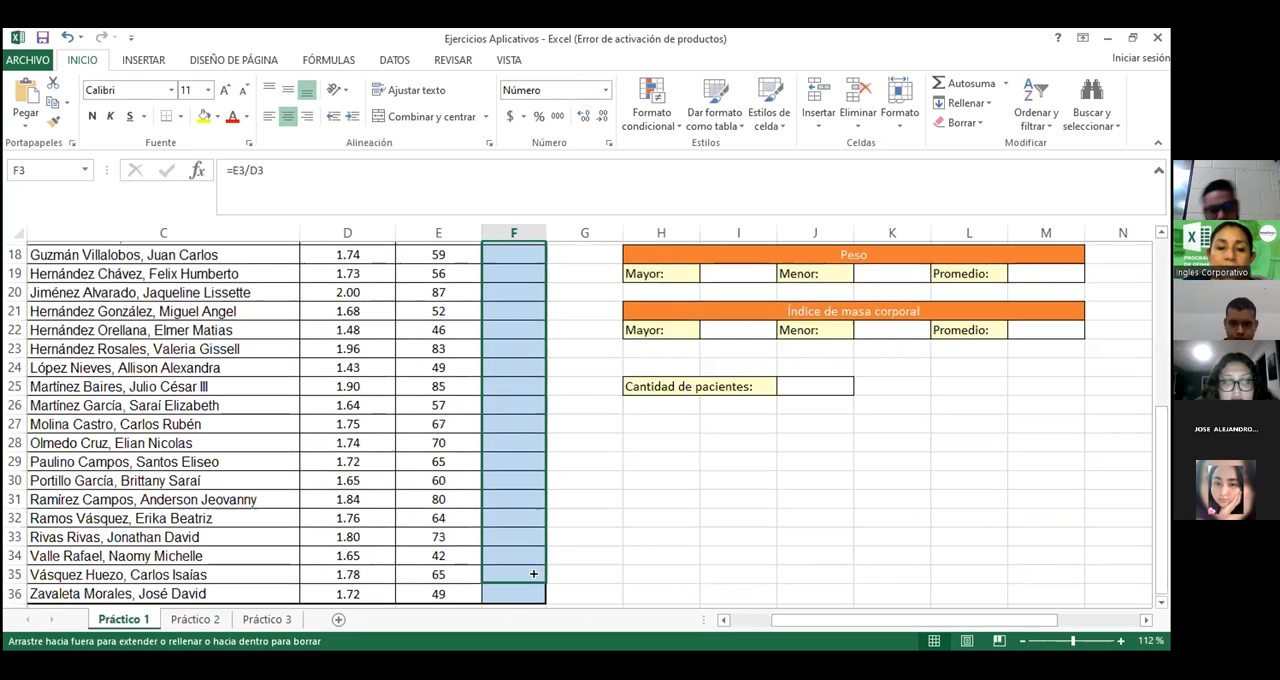 Ejercicios Aplicativos - Excel (Error de activación de productos)
ARCHIVO INICIO INSERTAR DISEÑO DE PÁGINA FÓRMULAS DATOS REVISAR VISTA Iniciar sesión
Calibri 11 Ajustar texto Número Autosuma
Pegar N K S Combinar y centrar $ % 000 Formato condicional Dar formato como tabla Estilos de celda Insertar Eliminar Formato Rellenar Borrar Ordenar y filtrar Buscar y seleccionar
Portapapeles Fuente Alineación Número Estilos Celdas Modificar
F3 fx =E3/D3
C D E F G H I J K L M N
18 Guzmán Villalobos, Juan Carlos 1.74 59 Peso
19 Hernández Chávez, Felix Humberto 1.73 56 Mayor: Menor: Promedio:
20 Jiménez Alvarado, Jaqueline Lissette 2.00 87
21 Hernández González, Miguel Angel 1.68 52 Índice de masa corporal
22 Hernández Orellana, Elmer Matias 1.48 46 Mayor: Menor: Promedio:
23 Hernández Rosales, Valeria Gissell 1.96 83
24 López Nieves, Allison Alexandra 1.43 49
25 Martínez Baires, Julio César III 1.90 85 Cantidad de pacientes:
26 Martínez García, Saraí Elizabeth 1.64 57
27 Molina Castro, Carlos Rubén 1.75 67
28 Olmedo Cruz, Elian Nicolas 1.74 70
29 Paulino Campos, Santos Eliseo 1.72 65
30 Portillo García, Brittany Saraí 1.65 60
31 Ramírez Campos, Anderson Jeovanny 1.84 80
32 Ramos Vásquez, Erika Beatriz 1.76 64
33 Rivas Rivas, Jonathan David 1.80 73
34 Valle Rafael, Naomy Michelle 1.65 42
35 Vásquez Huezo, Carlos Isaías 1.78 65
36 Zavaleta Morales, José David 1.72 49
Práctico 1 Práctico 2 Práctico 3
Arrastre hacia fuera para extender o rellenar o hacia dentro para borrar 112 %
Ingles Corporativo
JOSE ALEJANDRO...